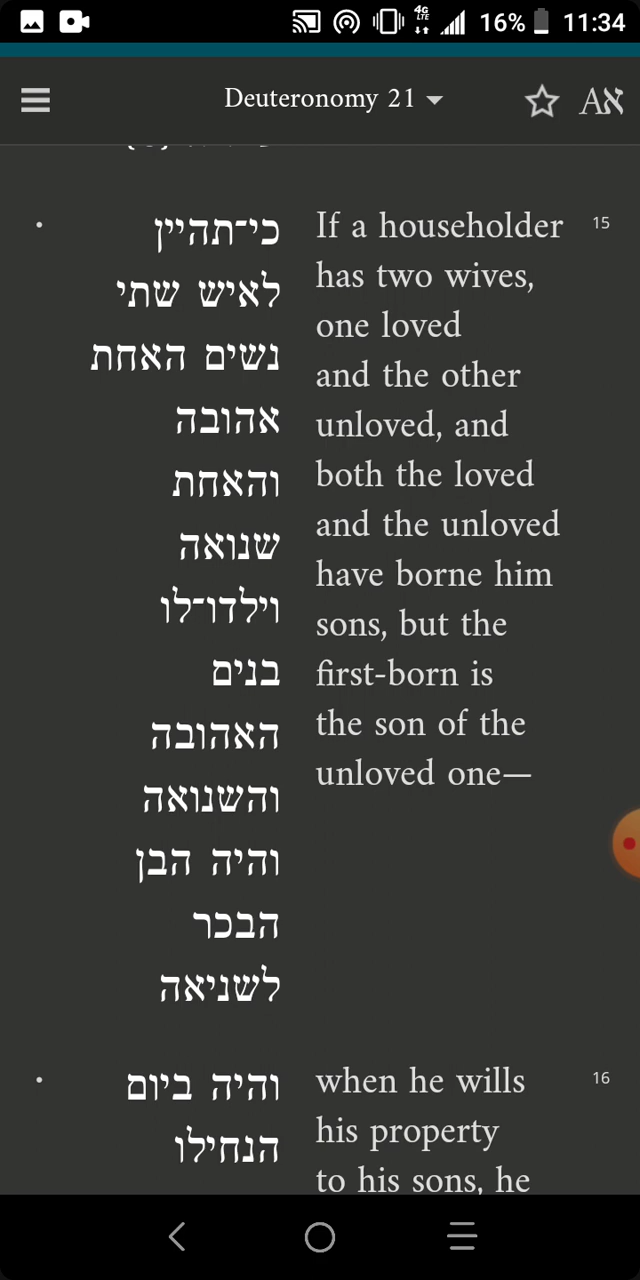 4G
LTE
16%
11:34
Deuteronomy 21
Aא
כי־תהיין
לאיש שתי
נשים האחת
אהובה
והאחת
שנואה
וילדו־לו
בנים
האהובה
והשנואה
והיה הבן
הבכר
לשניאה
15
If a householder
has two wives,
one loved
and the other
unloved, and
both the loved
and the unloved
have borne him
sons, but the
first-born is
the son of the
unloved one—
והיה ביום
הנחילו
16
when he wills
his property
to his sons, he